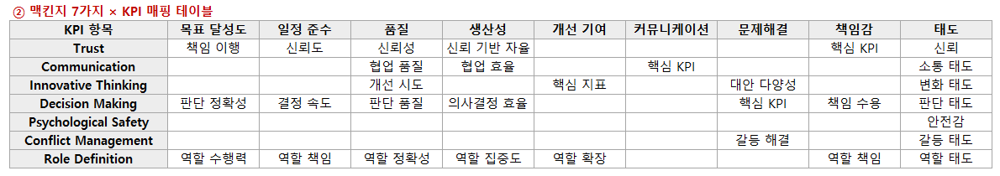 ② 맥킨지 7가지 × KPI 매핑 테이블
KPI 항목 목표 달성도 일정 준수 품질 생산성 개선 기여 커뮤니케이션 문제해결 책임감 태도
Trust 책임 이행 신뢰도 신뢰성 신뢰 기반 자율 핵심 KPI 신뢰
Communication 협업 품질 협업 효율 핵심 KPI 소통 태도
Innovative Thinking 개선 시도 핵심 지표 대안 다양성 변화 태도
Decision Making 판단 정확성 결정 속도 판단 품질 의사결정 효율 핵심 KPI 책임 수용 판단 태도
Psychological Safety 안전감
Conflict Management 갈등 해결 갈등 태도
Role Definition 역할 수행력 역할 책임 역할 정확성 역할 집중도 역할 확장 역할 책임 역할 태도